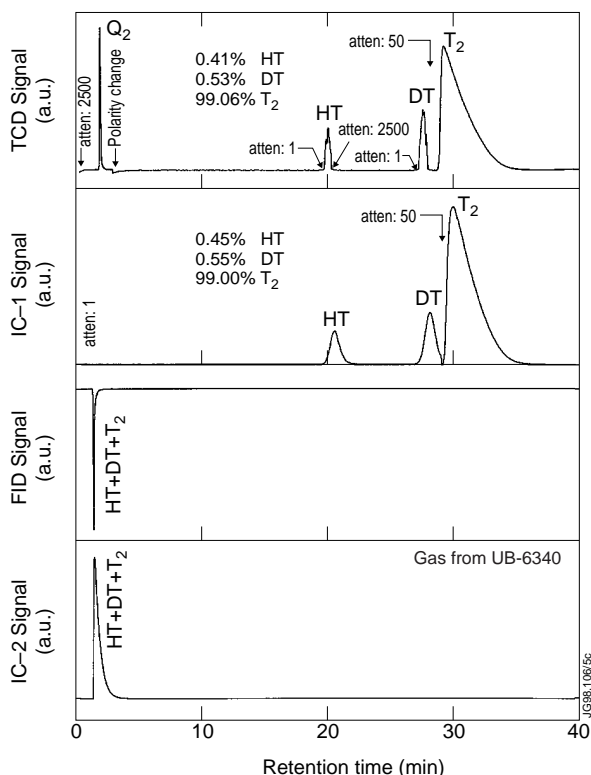 TCD Signal
(a.u.)
Q2
atten: 2500
Polarity change
0.41% HT
0.53% DT
99.06% T2
HT
atten: 1
atten: 2500
DT
atten: 1
atten: 50
T2
IC–1 Signal
(a.u.)
atten: 1
0.45% HT
0.55% DT
99.00% T2
HT
DT
atten: 50
T2
FID Signal
(a.u.)
HT+DT+T2
IC–2 Signal
(a.u.)
HT+DT+T2
Gas from UB-6340
JG98.106/5c
0 10 20 30 40
Retention time (min)